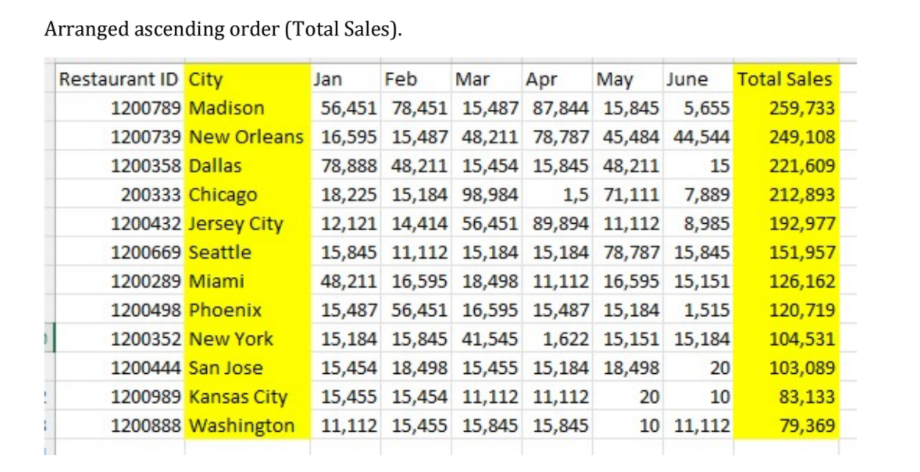 Arranged ascending order (Total Sales).
Restaurant ID City Jan Feb Mar Apr May June Total Sales
1200789 Madison 56,451 78,451 15,487 87,844 15,845 5,655 259,733
1200739 New Orleans 16,595 15,487 48,211 78,787 45,484 44,544 249,108
1200358 Dallas 78,888 48,211 15,454 15,845 48,211 15 221,609
200333 Chicago 18,225 15,184 98,984 1,5 71,111 7,889 212,893
1200432 Jersey City 12,121 14,414 56,451 89,894 11,112 8,985 192,977
1200669 Seattle 15,845 11,112 15,184 15,184 78,787 15,845 151,957
1200289 Miami 48,211 16,595 18,498 11,112 16,595 15,151 126,162
1200498 Phoenix 15,487 56,451 16,595 15,487 15,184 1,515 120,719
1200352 New York 15,184 15,845 41,545 1,622 15,151 15,184 104,531
1200444 San Jose 15,454 18,498 15,455 15,184 18,498 20 103,089
1200989 Kansas City 15,455 15,454 11,112 11,112 20 10 83,133
1200888 Washington 11,112 15,455 15,845 15,845 10 11,112 79,369